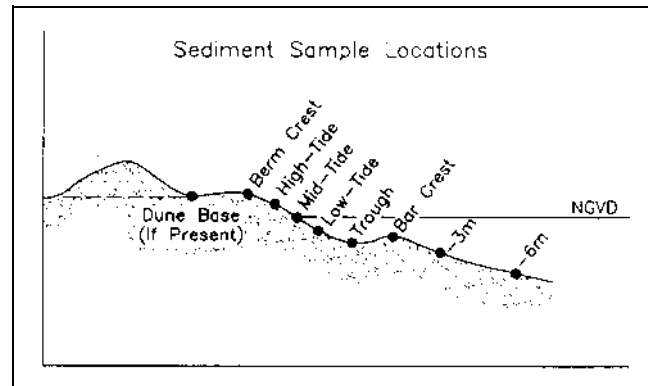 Sediment Sample Locations
Berm Crest
High-Tide
Mid-Tide
Low-Tide
Trough
Bar Crest
-3m
-6m
NGVD
Dune Base
(If Present)